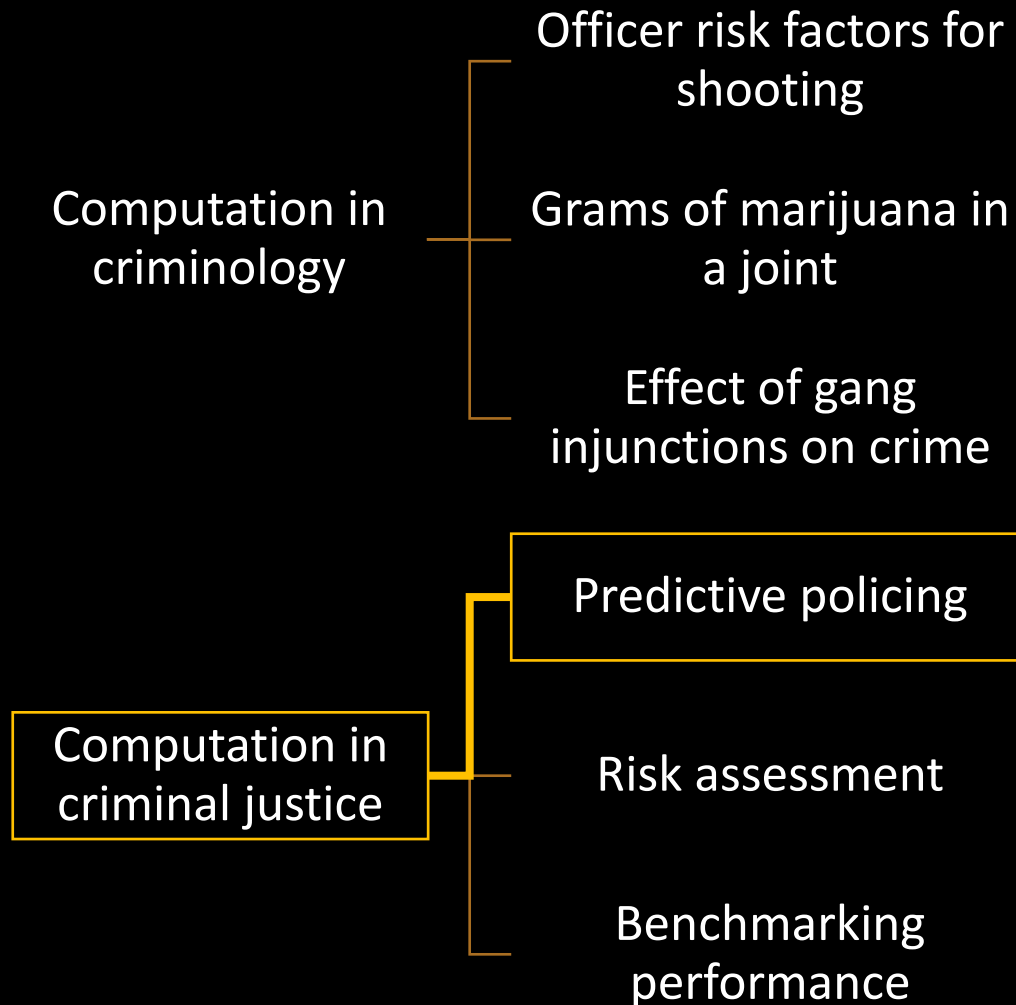 Computation in
criminology
Officer risk factors for
shooting
Grams of marijuana in
a joint
Effect of gang
injunctions on crime
Computation in
criminal justice
Predictive policing
Risk assessment
Benchmarking
performance